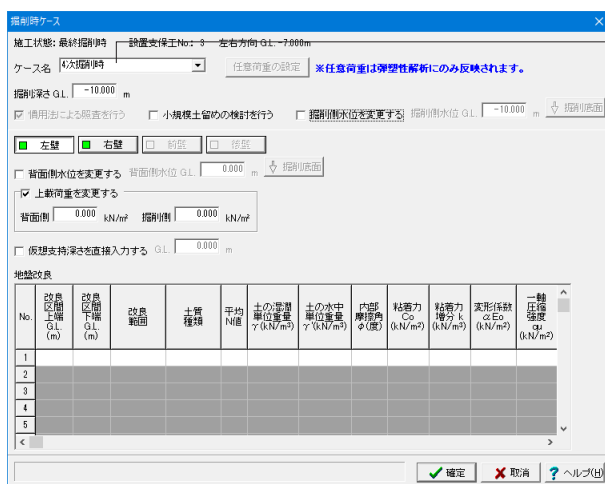 掘削時ケース
施工状態: 最終掘削時 設置支保工No.: 3 左右方向 G.L.-7.000m
ケース名 4次掘削時 任意荷重の設定 ※任意荷重は弾塑性解析にのみ反映されます。
掘削深さ G.L. -10.000 m
慣用法による照査を行う 小規模土留めの検討を行う 掘削側水位を変更する 掘削側水位 G.L. -10.000 m 掘削底面
左壁 右壁 前壁 後壁
背面側水位を変更する 背面側水位 G.L. 0.000 m 掘削底面
上載荷重を変更する
背面側 0.000 kN/m² 掘削側 0.000 kN/m²
仮想支持深さを直接入力する G.L. 0.000 m
地盤改良
No. 改良区間上端 G.L. (m) 改良区間下端 G.L. (m) 改良範囲 土質種類 平均N値 土の湿潤単位重量 γ(kN/m³) 土の水中単位重量 γ'(kN/m³) 内部摩擦角 φ(度) 粘着力 Co (kN/m²) 粘着力増分 k (kN/m³) 変形係数 αEo (kN/m²) 一軸圧縮強度 qu (kN/m²)
1
2
3
4
5
確定 取消 ? ヘルプ(H)